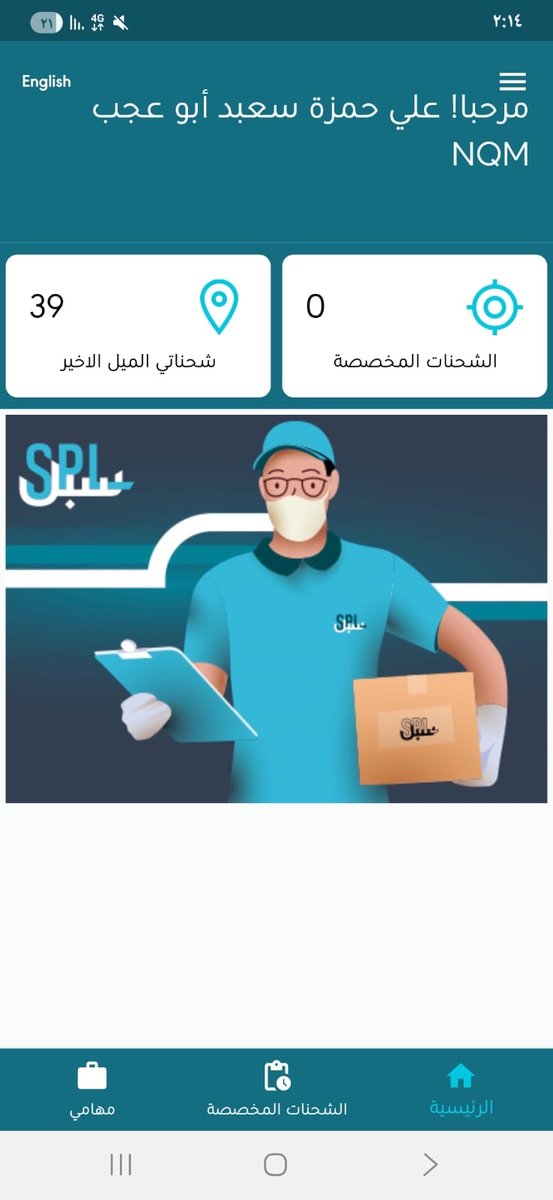 ٢:١٤
4G
٢١
English
مرحبا! علي حمزة سعيد أبو عجب
NQM
0
الشحنات المخصصة
39
شحناتي الميل الاخير
SPL
سبل
SPL
سبل
SPL
سبل
الرئيسية
الشحنات المخصصة
مهامي